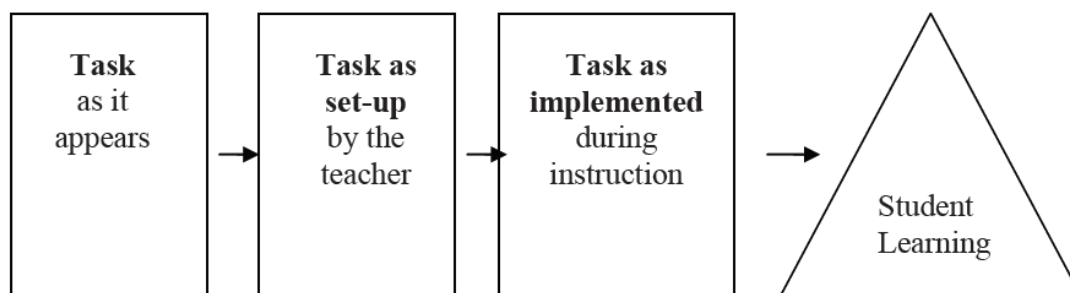 Task
as it
appears
Task as
set-up
by the
teacher
Task as
implemented
during
instruction
Student
Learning